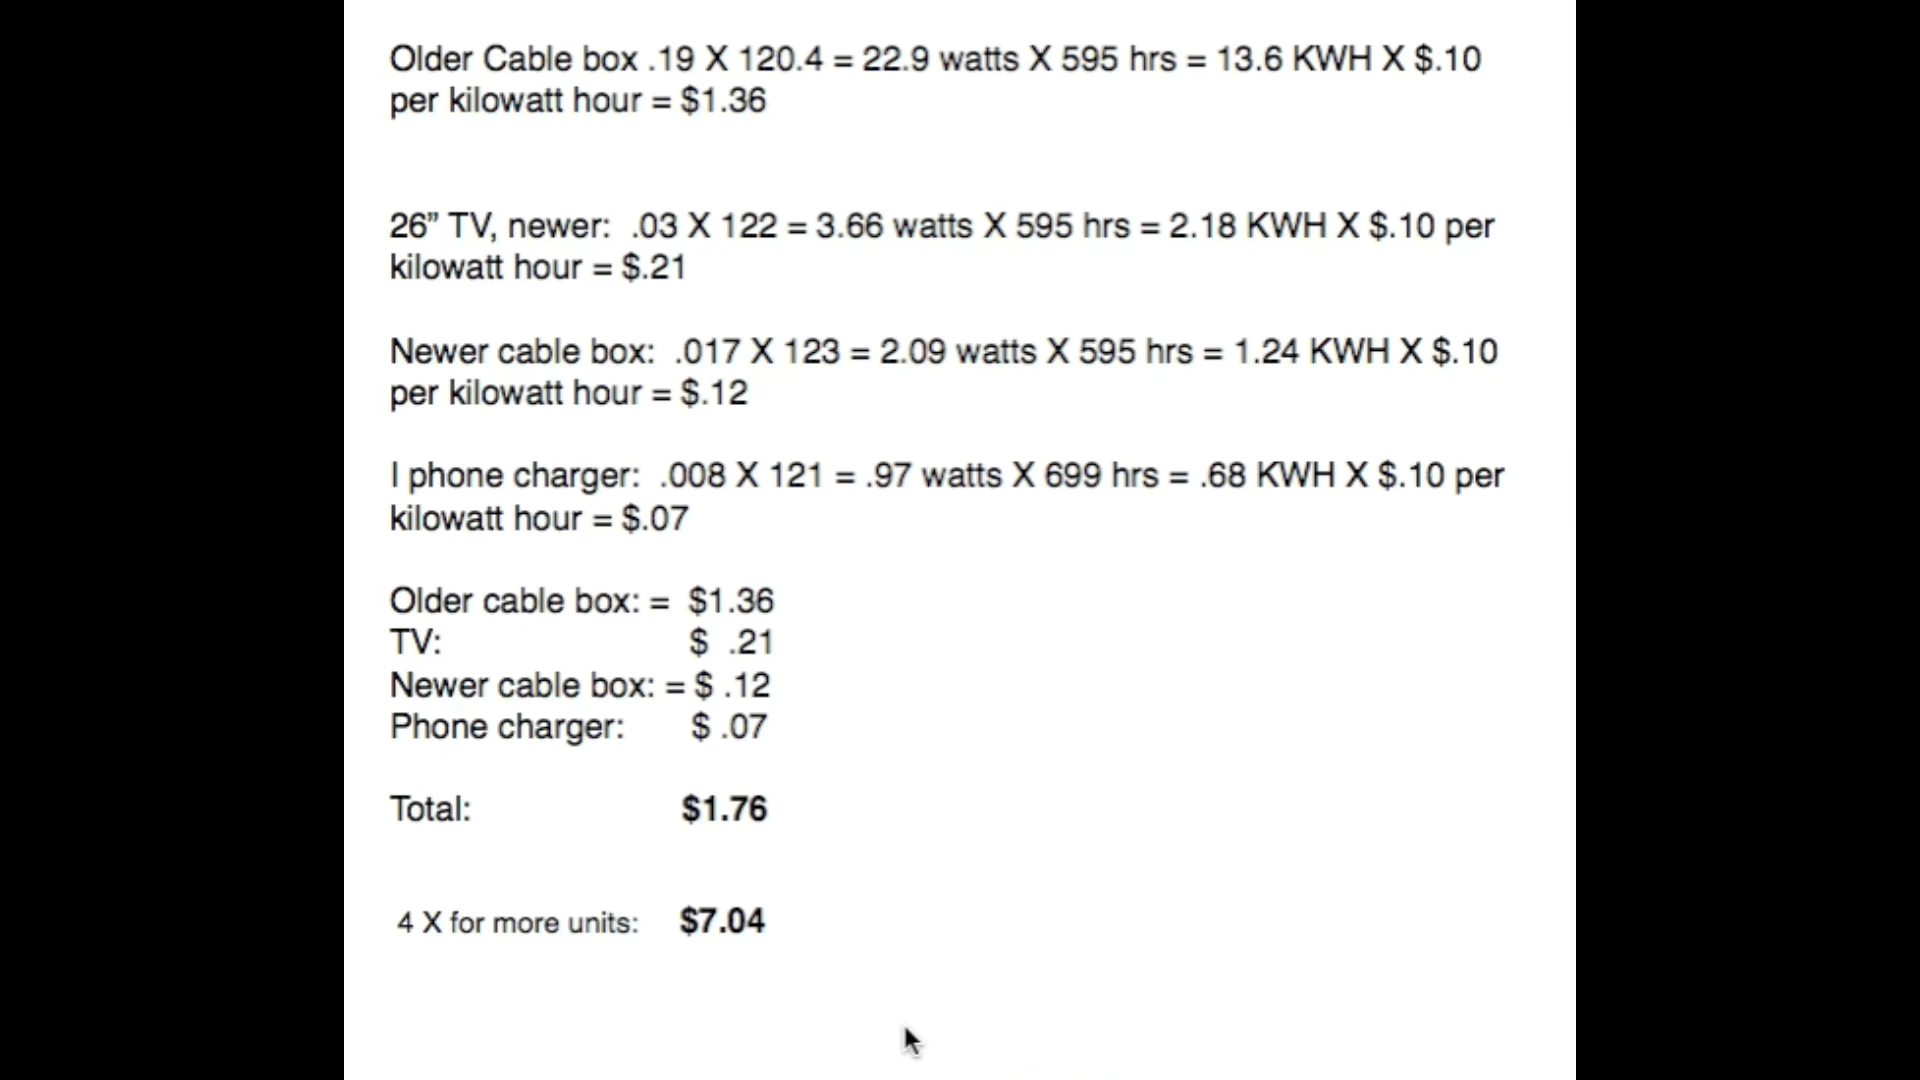 Older Cable box .19 X 120.4 = 22.9 watts X 595 hrs = 13.6 KWH X $.10
per kilowatt hour = $1.36
26” TV, newer: .03 X 122 = 3.66 watts X 595 hrs = 2.18 KWH X $.10 per
kilowatt hour = $.21
Newer cable box: .017 X 123 = 2.09 watts X 595 hrs = 1.24 KWH X $.10
per kilowatt hour = $.12
I phone charger: .008 X 121 = .97 watts X 699 hrs = .68 KWH X $.10 per
kilowatt hour = $.07
Older cable box: = $1.36
TV: $ .21
Newer cable box: = $ .12
Phone charger: $ .07
Total: $1.76
4 X for more units: $7.04